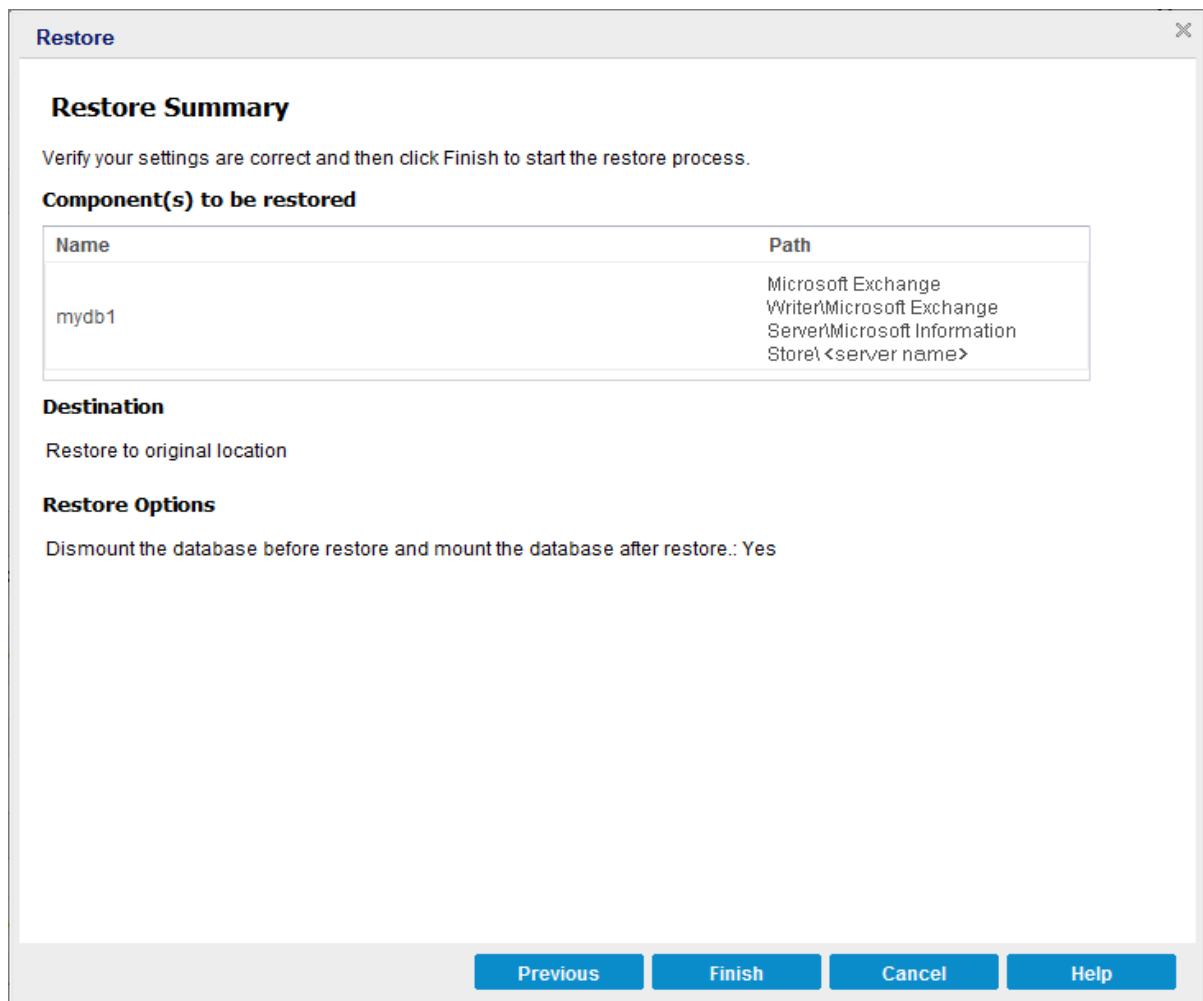 Restore
Restore Summary
Verify your settings are correct and then click Finish to start the restore process.
Component(s) to be restored
Name Path
mydb1
Microsoft Exchange
Writer\Microsoft Exchange
Server\Microsoft Information
Store\ <server name>
Destination
Restore to original location
Restore Options
Dismount the database before restore and mount the database after restore.: Yes
Previous Finish Cancel Help